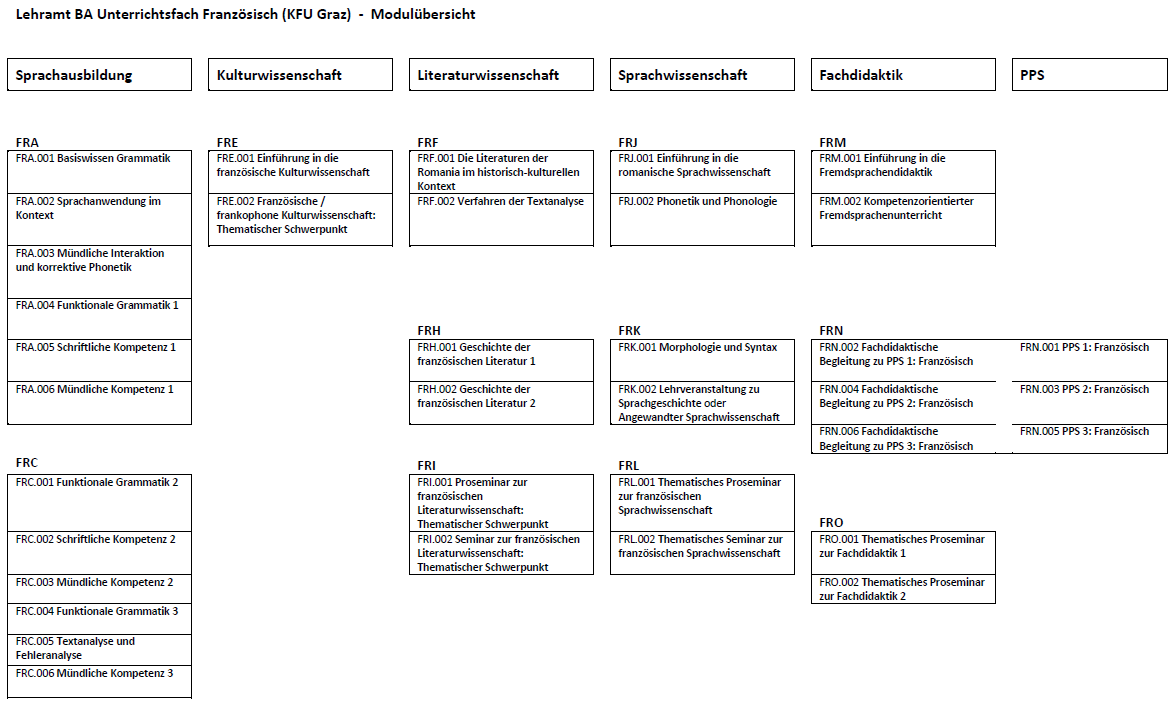 Lehramt BA Unterrichtsfach Französisch (KFU Graz) - Modulübersicht
Sprachausbildung
Kulturwissenschaft
Literaturwissenschaft
Sprachwissenschaft
Fachdidaktik
PPS
FRA
FRA.001 Basiswissen Grammatik
FRA.002 Sprachanwendung im
Kontext
FRA.003 Mündliche Interaktion
und korrektive Phonetik
FRA.004 Funktionale Grammatik 1
FRA.005 Schriftliche Kompetenz 1
FRA.006 Mündliche Kompetenz 1
FRC
FRC.001 Funktionale Grammatik 2
FRC.002 Schriftliche Kompetenz 2
FRC.003 Mündliche Kompetenz 2
FRC.004 Funktionale Grammatik 3
FRC.005 Textanalyse und
Fehleranalyse
FRC.006 Mündliche Kompetenz 3
FRE
FRE.001 Einführung in die
französische Kulturwissenschaft
FRE.002 Französische /
frankophone Kulturwissenschaft:
Thematischer Schwerpunkt
FRF
FRF.001 Die Literaturen der
Romania im historisch-kulturellen
Kontext
FRF.002 Verfahren der Textanalyse
FRH
FRH.001 Geschichte der
französischen Literatur 1
FRH.002 Geschichte der
französischen Literatur 2
FRI
FRI.001 Proseminar zur
französischen
Literaturwissenschaft:
Thematischer Schwerpunkt
FRI.002 Seminar zur französischen
Literaturwissenschaft:
Thematischer Schwerpunkt
FRJ
FRJ.001 Einführung in die
romanische Sprachwissenschaft
FRJ.002 Phonetik und Phonologie
FRK
FRK.001 Morphologie und Syntax
FRK.002 Lehrveranstaltung zu
Sprachgeschichte oder
Angewandter Sprachwissenschaft
FRL
FRL.001 Thematisches Proseminar
zur französischen
Sprachwissenschaft
FRL.002 Thematisches Seminar zur
französischen Sprachwissenschaft
FRM
FRM.001 Einführung in die
Fremdsprachendidaktik
FRM.002 Kompetenzorientierter
Fremdsprachenunterricht
FRN
FRN.002 Fachdidaktische
Begleitung zu PPS 1: Französisch
FRN.004 Fachdidaktische
Begleitung zu PPS 2: Französisch
FRN.006 Fachdidaktische
Begleitung zu PPS 3: Französisch
FRN.001 PPS 1: Französisch
FRN.003 PPS 2: Französisch
FRN.005 PPS 3: Französisch
FRO
FRO.001 Thematisches Proseminar
zur Fachdidaktik 1
FRO.002 Thematisches Proseminar
zur Fachdidaktik 2